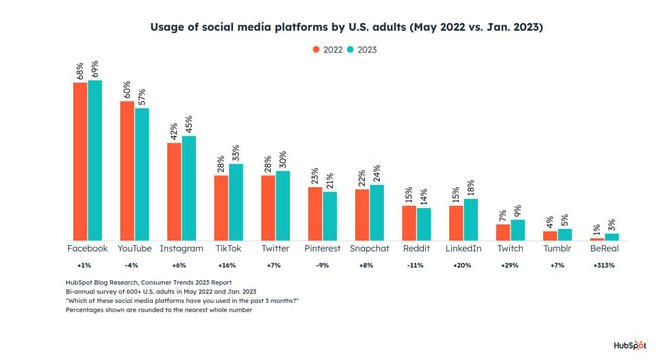 Usage of social media platforms by U.S. adults (May 2022 vs. Jan. 2023)
2022 2023
68% 69% 60% 57% 42% 45% 28% 33% 28% 30% 23% 21% 22% 24% 15% 14% 15% 18% 7% 9% 4% 5% 1% 3%
Facebook YouTube Instagram TikTok Twitter Pinterest Snapchat Reddit LinkedIn Twitch Tumblr BeReal
+1% -4% +6% +16% +7% -9% +8% -11% +20% +29% +7% +313%
HubSpot Blog Research, Consumer Trends 2023 Report
Bi-annual survey of 600+ U.S. adults in May 2022 and Jan. 2023
"Which of these social media platforms have you used in the past 3 months?"
Percentages shown are rounded to the nearest whole number
HubSpot